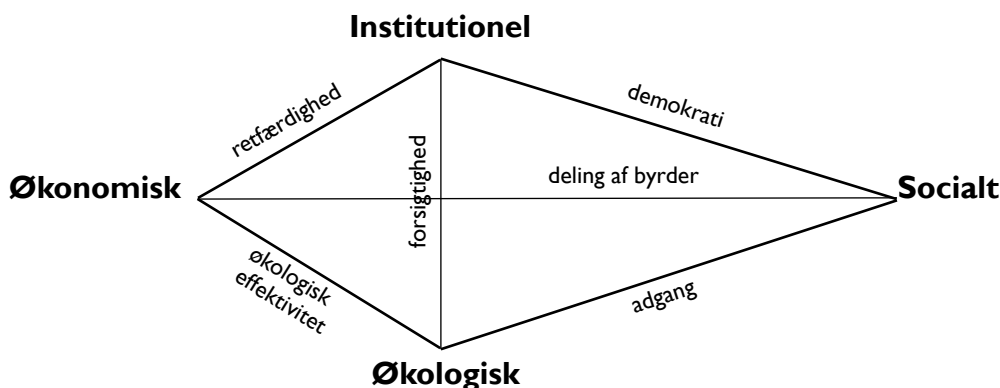 Institutionel
retfærdighed
demokrati
forsigtighed
deling af byrder
Økonomisk
Socialt
økologisk
effektivitet
adgang
Økologisk